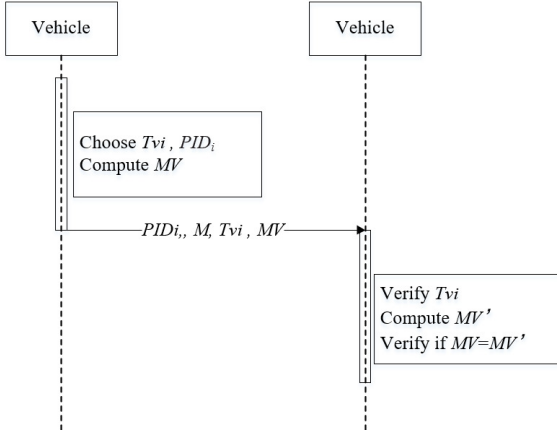 Vehicle
Vehicle
Choose Tvi , PIDi
Compute MV
PIDi,, M, Tvi , MV
Verify Tvi
Compute MV’
Verify if MV=MV’